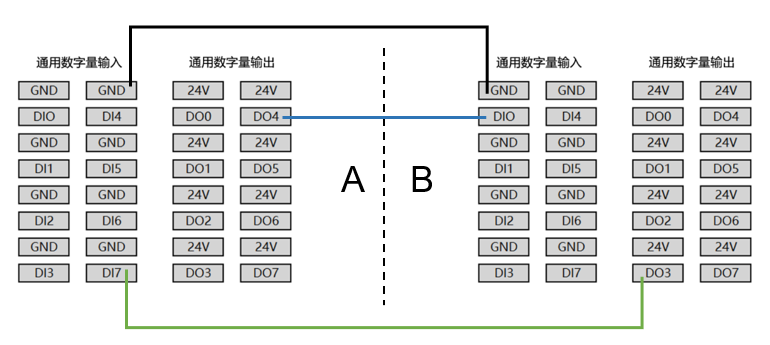 通用数字量输入 通用数字量输出 通用数字量输入 通用数字量输出
GND GND 24V 24V GND GND 24V 24V
DIO DI4 DO0 DO4 DIO DI4 DO0 DO4
GND GND 24V 24V GND GND 24V 24V
DI1 DI5 DO1 DO5 DI1 DI5 DO1 DO5
A B
GND GND 24V 24V GND GND 24V 24V
DI2 DI6 DO2 DO6 DI2 DI6 DO2 DO6
GND GND 24V 24V GND GND 24V 24V
DI3 DI7 DO3 DO7 DI3 DI7 DO3 DO7